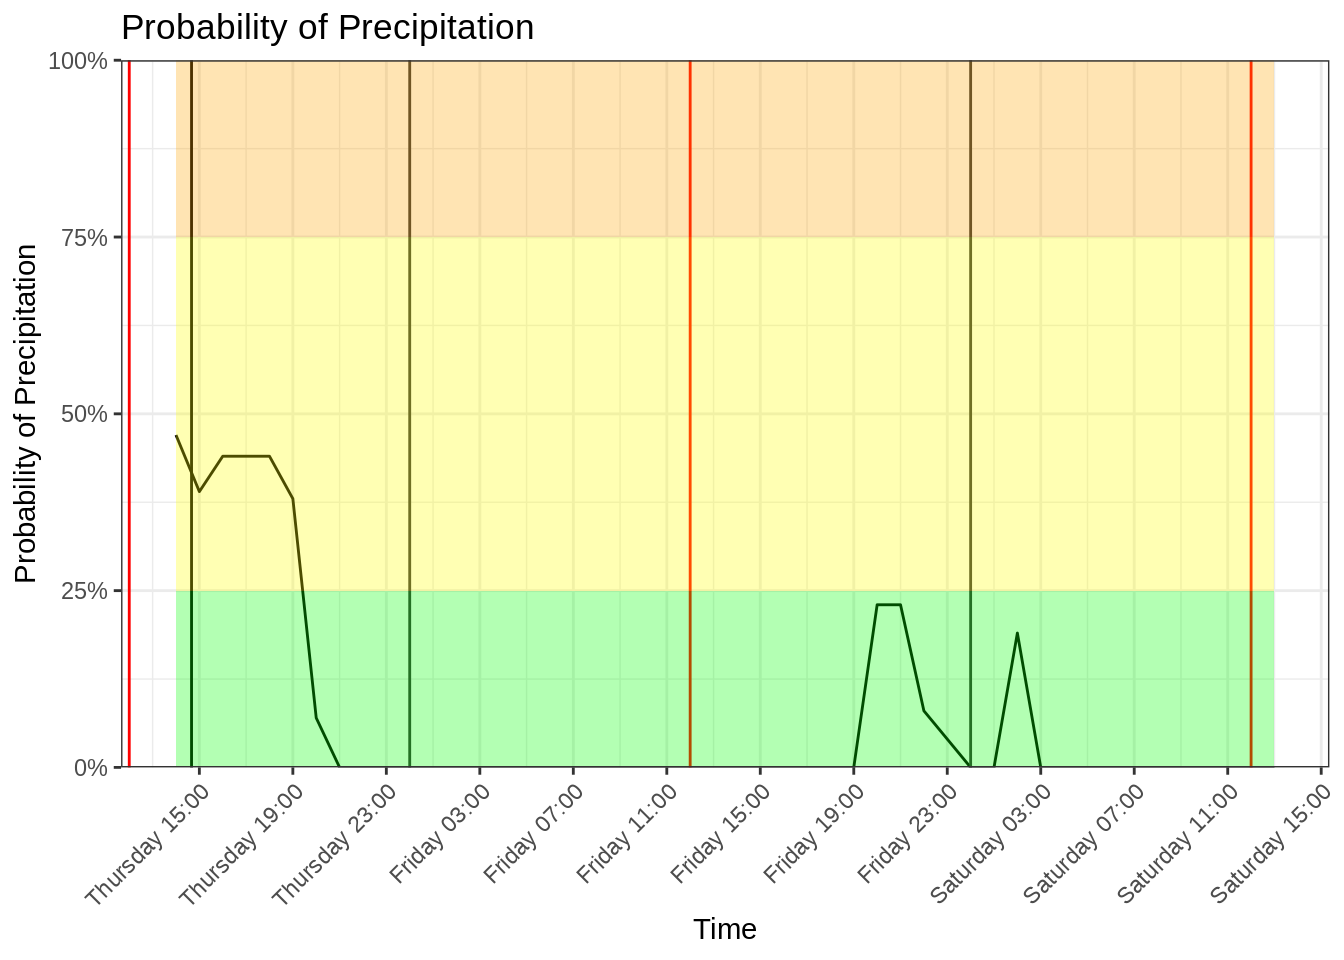 Probability of Precipitation
Probability of Precipitation
100%
75%
50%
25%
0%
Thursday 15:00
Thursday 19:00
Thursday 23:00
Friday 03:00
Friday 07:00
Friday 11:00
Friday 15:00
Friday 19:00
Friday 23:00
Saturday 03:00
Saturday 07:00
Saturday 11:00
Saturday 15:00
Time